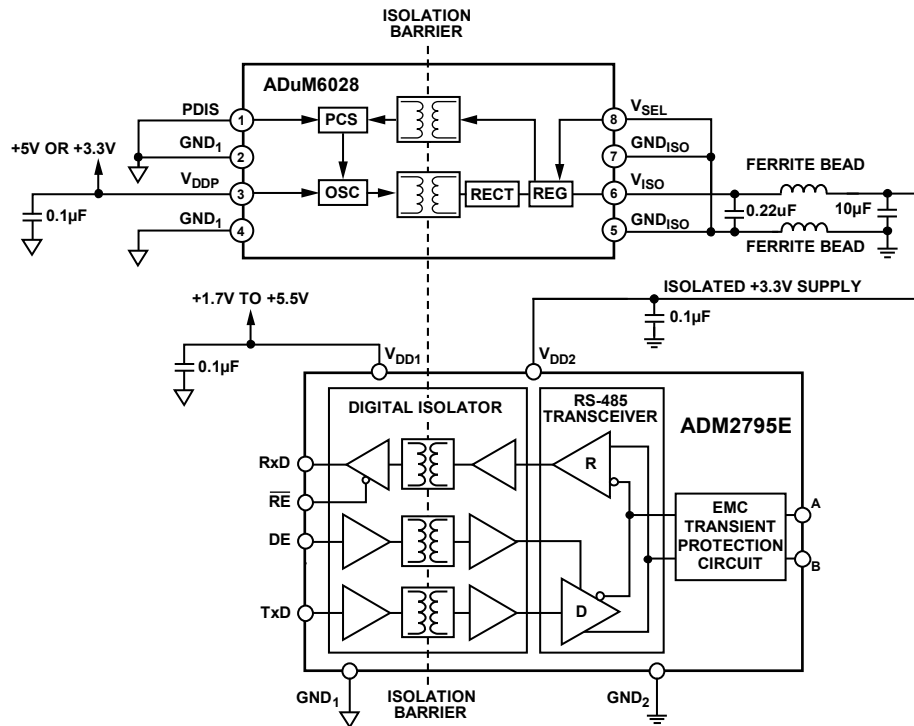 ISOLATION
BARRIER
ADuM6028
PDIS
1
PCS
8
VSEL
GND1
2
7
GNDISO
+5V OR +3.3V
VDDP
3
OSC
RECT
REG
6
VISO
FERRITE BEAD
0.1µF
0.22uF
10µF
GND1
4
5
GNDISO
FERRITE BEAD
+1.7V TO +5.5V
ISOLATED +3.3V SUPPLY
0.1µF
0.1µF
VDD1
VDD2
DIGITAL ISOLATOR
RS-485
TRANSCEIVER
ADM2795E
RxD
R
RE
DE
TxD
D
EMC
TRANSIENT
PROTECTION
CIRCUIT
A
B
GND1
ISOLATION
BARRIER
GND2